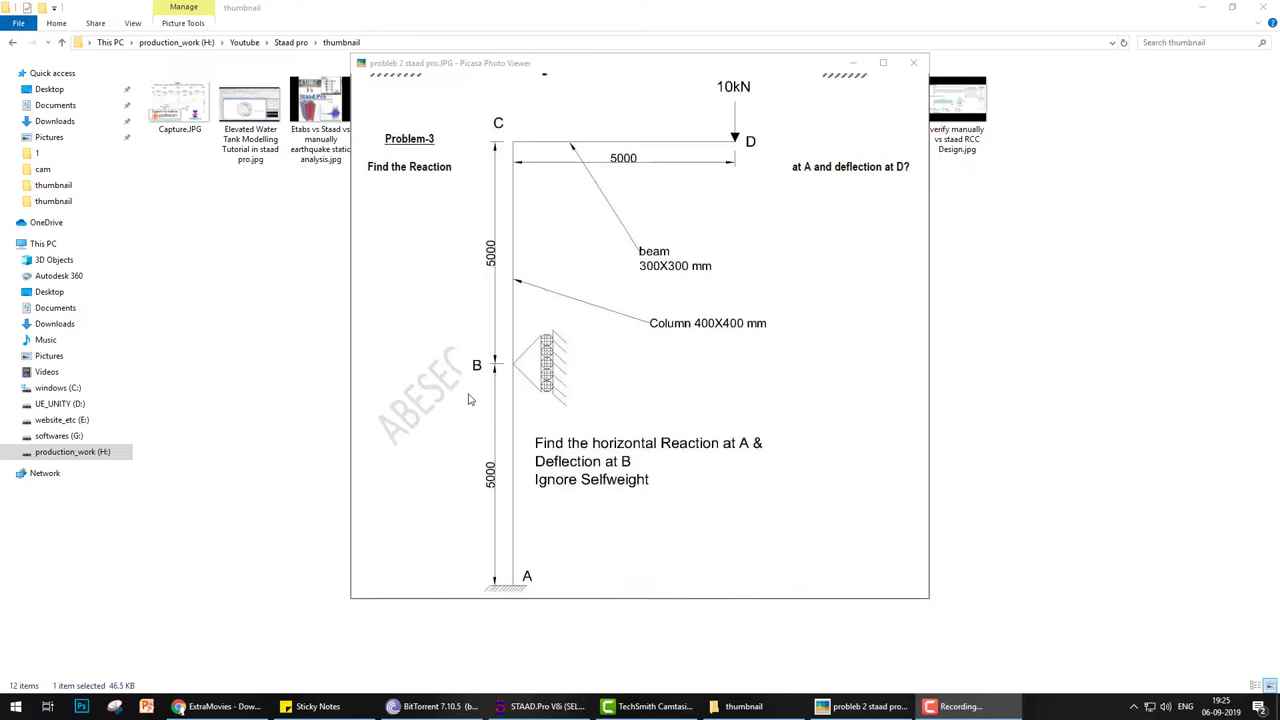 Manage
thumbnail
File
Home
Share
View
Picture Tools
This PC
production_work (H:)
Youtube
Staad pro
thumbnail
Search thumbnail
Quick access
Desktop
Documents
Downloads
Pictures
1
cam
thumbnail
thumbnail
OneDrive
This PC
3D Objects
Autodesk 360
Desktop
Documents
Downloads
Music
Pictures
Videos
windows (C:)
UE_UNITY (D:)
website_etc (E:)
softwares (G:)
production_work (H:)
Network
Capture.JPG
Elevated Water
Tank Modelling
Tutorial in staad
pro.jpg
Etabs vs Staad vs
manually
earthquake static
analysis.jpg
verify manually
vs staad RCC
Design.jpg
probleb 2 staad pro.JPG - Picasa Photo Viewer
10kN
C
Problem-3
D
5000
Find the Reaction
at A and deflection at D?
5000
beam
300X300 mm
Column 400X400 mm
B
ABESEC
Find the horizontal Reaction at A &
Deflection at B
Ignore Selfweight
5000
A
12 items
1 item selected 46.5 KB
ExtraMovies - Dow...
Sticky Notes
BitTorrent 7.10.5 (b...
STAAD.Pro V8i (SEL...
TechSmith Camtasi...
thumbnail
probleb 2 staad pro...
Recording...
ENG
19:25
06-09-2019